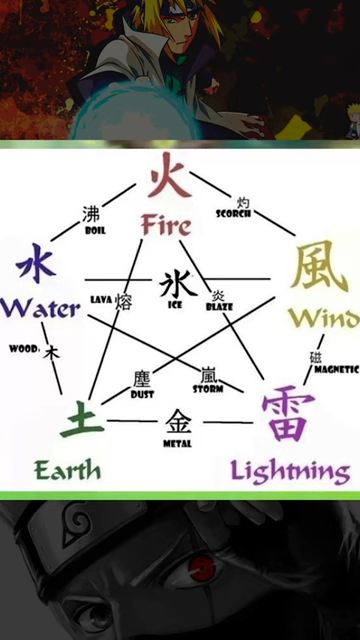 火
Fire
沸
BOIL
灼
SCORCH
水
Water
氷
ICE
風
Wind
LAVA 熔
炎
BLAZE
WOOD 木
磁
MAGNETIC
塵
DUST
嵐
STORM
土
Earth
金
METAL
雷
Lightning